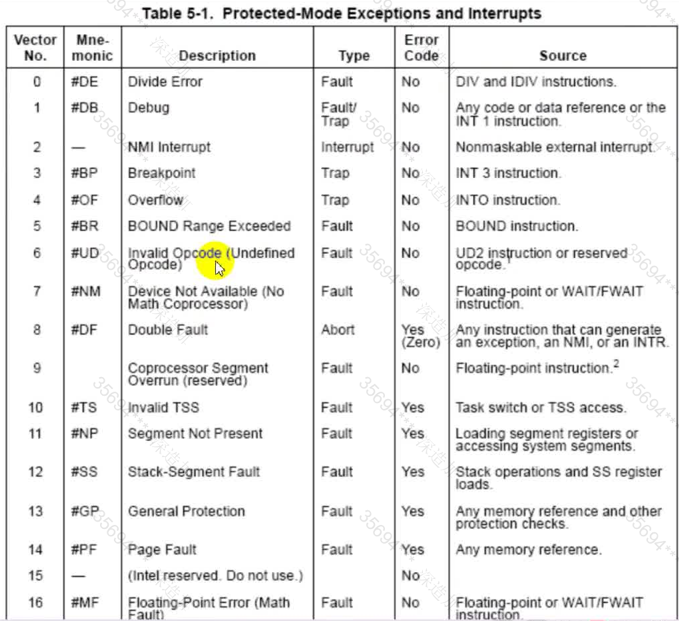 Table 5-1. Protected-Mode Exceptions and Interrupts
Vector No. Mne-monic Description Type Error Code Source
0 #DE Divide Error Fault No DIV and IDIV instructions.
1 #DB Debug Fault/ No Any code or data reference or the
Trap INT 1 instruction.
2 — NMI Interrupt Interrupt No Nonmaskable external interrupt.
3 #BP Breakpoint Trap No INT 3 instruction.
4 #OF Overflow Trap No INTO instruction.
5 #BR BOUND Range Exceeded Fault No BOUND instruction.
6 #UD Invalid Opcode (Undefined Fault No UD2 instruction or reserved
Opcode) opcode.
7 #NM Device Not Available (No Fault No Floating-point or WAIT/FWAIT
Math Coprocessor) instruction.
8 #DF Double Fault Abort Yes Any instruction that can generate
(Zero) an exception, an NMI, or an INTR.
9 Coprocessor Segment Fault No Floating-point instruction.2
Overrun (reserved)
10 #TS Invalid TSS Fault Yes Task switch or TSS access.
11 #NP Segment Not Present Fault Yes Loading segment registers or
accessing system segments.
12 #SS Stack-Segment Fault Fault Yes Stack operations and SS register
loads.
13 #GP General Protection Fault Yes Any memory reference and other
protection checks.
14 #PF Page Fault Fault Yes Any memory reference.
15 — (Intel reserved. Do not use.) No
16 #MF Floating-Point Error (Math Fault No Floating-point or WAIT/FWAIT
Fault) instruction.